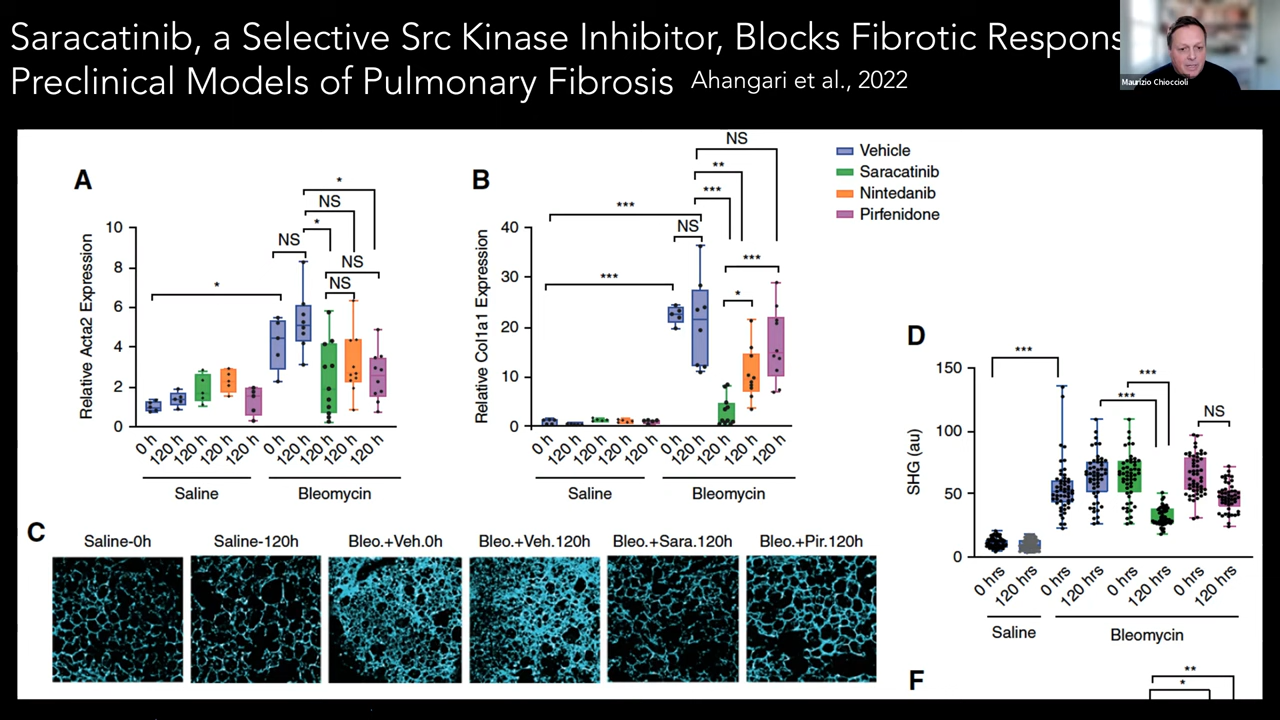 Saracatinib, a Selective Src Kinase Inhibitor, Blocks Fibrotic Respons
Preclinical Models of Pulmonary Fibrosis Ahangari et al., 2022
Maurizio Chioccioli
A
Relative Acta2 Expression
10
8
6
4
2
0
*
NS
*
NS
*
NS
NS
0 h
120 h
120 h
120 h
120 h
0 h
120 h
120 h
120 h
120 h
Saline
Bleomycin
B
Relative Col1a1 Expression
40
30
20
10
0
NS
**
***
***
NS
***
***
*
0 h
120 h
120 h
120 h
120 h
0 h
120 h
120 h
120 h
120 h
Saline
Bleomycin
Vehicle
Saracatinib
Nintedanib
Pirfenidone
C
Saline-0h
Saline-120h
Bleo.+Veh.0h
Bleo.+Veh.120h
Bleo.+Sara.120h
Bleo.+Pir.120h
D
SHG (au)
150
100
50
0
***
***
***
NS
0 hrs
120 hrs
0 hrs
120 hrs
0 hrs
120 hrs
0 hrs
120 hrs
Saline
Bleomycin
F
**
*